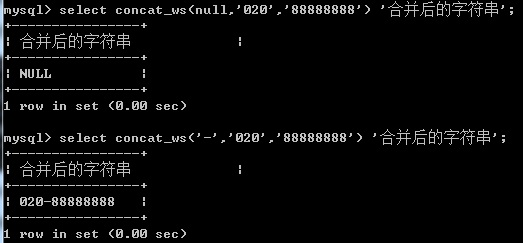 mysql> select concat_ws(null,'020','88888888') '合并后的字符串';
+----------------+
| 合并后的字符串 |
+----------------+
| NULL |
+----------------+
1 row in set (0.00 sec)
mysql> select concat_ws('-','020','88888888') '合并后的字符串';
+----------------+
| 合并后的字符串 |
+----------------+
| 020-88888888 |
+----------------+
1 row in set (0.00 sec)